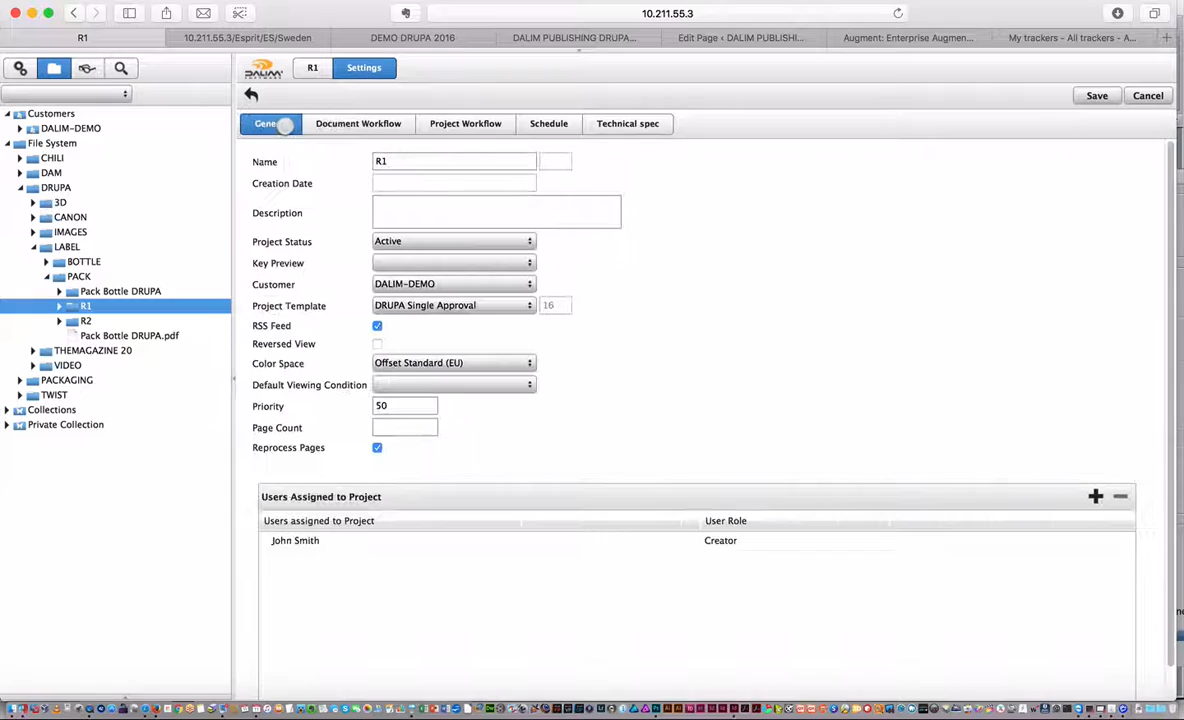 10.211.55.3
R1
10.211.55.3/Esprit/ES/Sweden
DEMO DRUPA 2016
DALIM PUBLISHING DRUPA...
Edit Page ‹ DALIM PUBLISHI...
Augment: Enterprise Augmen...
My trackers - All trackers - A...
DALIM
R1
Settings
Save
Cancel
Gene
Document Workflow
Project Workflow
Schedule
Technical spec
Customers
DALIM-DEMO
File System
CHILI
DAM
DRUPA
3D
CANON
IMAGES
LABEL
BOTTLE
PACK
Pack Bottle DRUPA
R1
R2
Pack Bottle DRUPA.pdf
THEMAGAZINE 20
VIDEO
PACKAGING
TWIST
Collections
Private Collection
Name R1
Creation Date
Description
Project Status Active
Key Preview
Customer DALIM-DEMO
Project Template DRUPA Single Approval 16
RSS Feed
Reversed View
Color Space Offset Standard (EU)
Default Viewing Condition
Priority 50
Page Count
Reprocess Pages
Users Assigned to Project
Users assigned to Project User Role
John Smith Creator